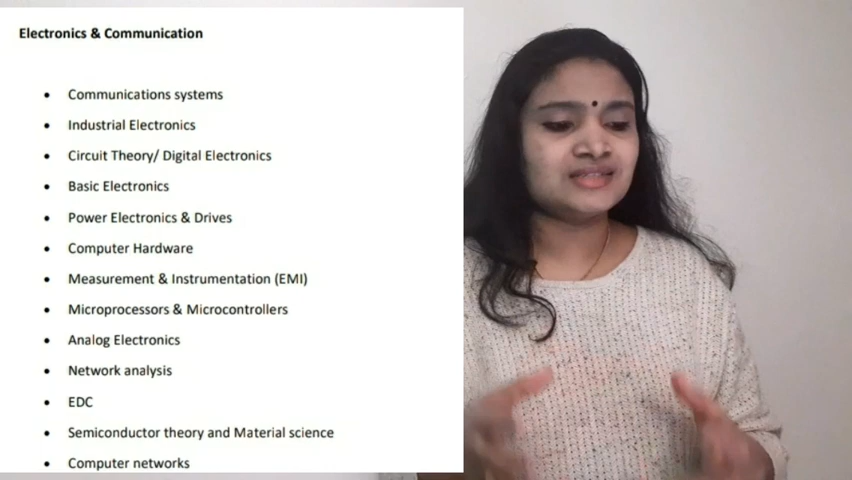 Electronics & Communication
• Communications systems
• Industrial Electronics
• Circuit Theory/ Digital Electronics
• Basic Electronics
• Power Electronics & Drives
• Computer Hardware
• Measurement & Instrumentation (EMI)
• Microprocessors & Microcontrollers
• Analog Electronics
• Network analysis
• EDC
• Semiconductor theory and Material science
• Computer networks